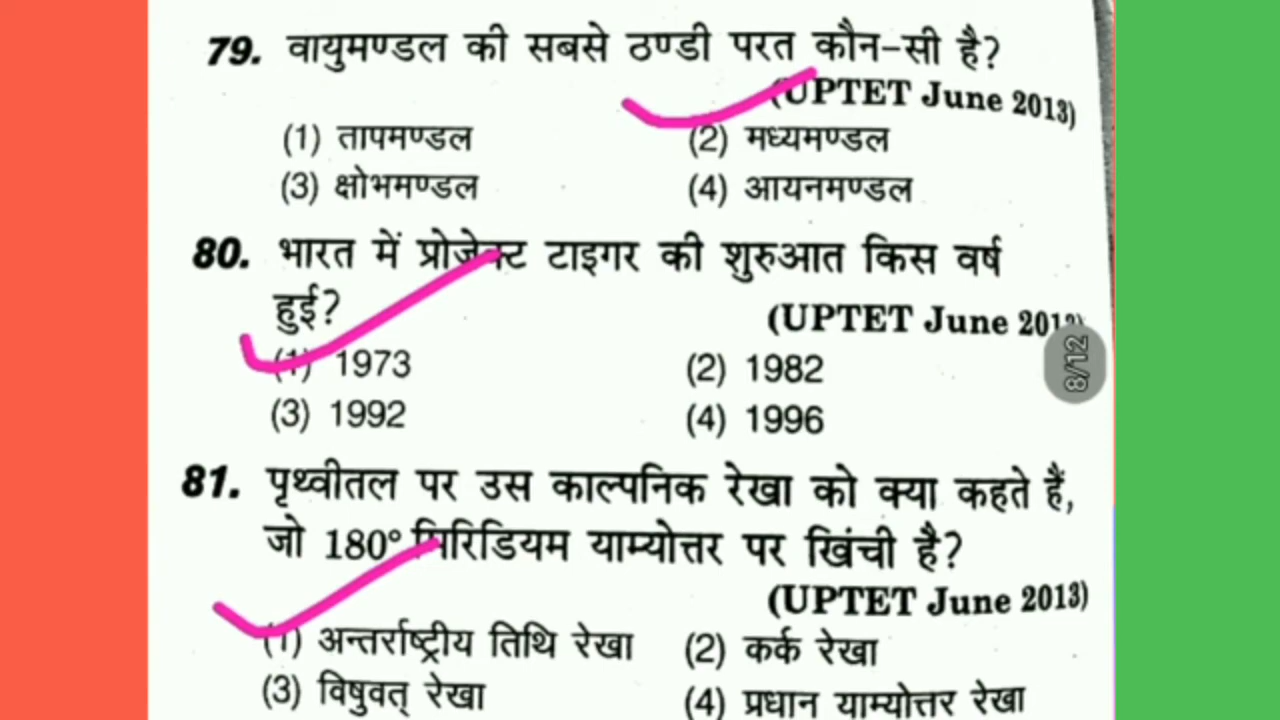 79. वायुमण्डल की सबसे ठण्डी परत कौन-सी है?
(UPTET June 2013)
(1) तापमण्डल (2) मध्यमण्डल
(3) क्षोभमण्डल (4) आयनमण्डल
80. भारत में प्रोजेक्ट टाइगर की शुरुआत किस वर्ष
हुई? (UPTET June 2013)
8/12
(1) 1973 (2) 1982
(3) 1992 (4) 1996
81. पृथ्वीतल पर उस काल्पनिक रेखा को क्या कहते हैं,
जो 180° मिरिडियम याम्योत्तर पर खिंची है?
(UPTET June 2013)
(1) अन्तर्राष्ट्रीय तिथि रेखा (2) कर्क रेखा
(3) विषुवत् रेखा (4) प्रधान याम्योत्तर रेखा